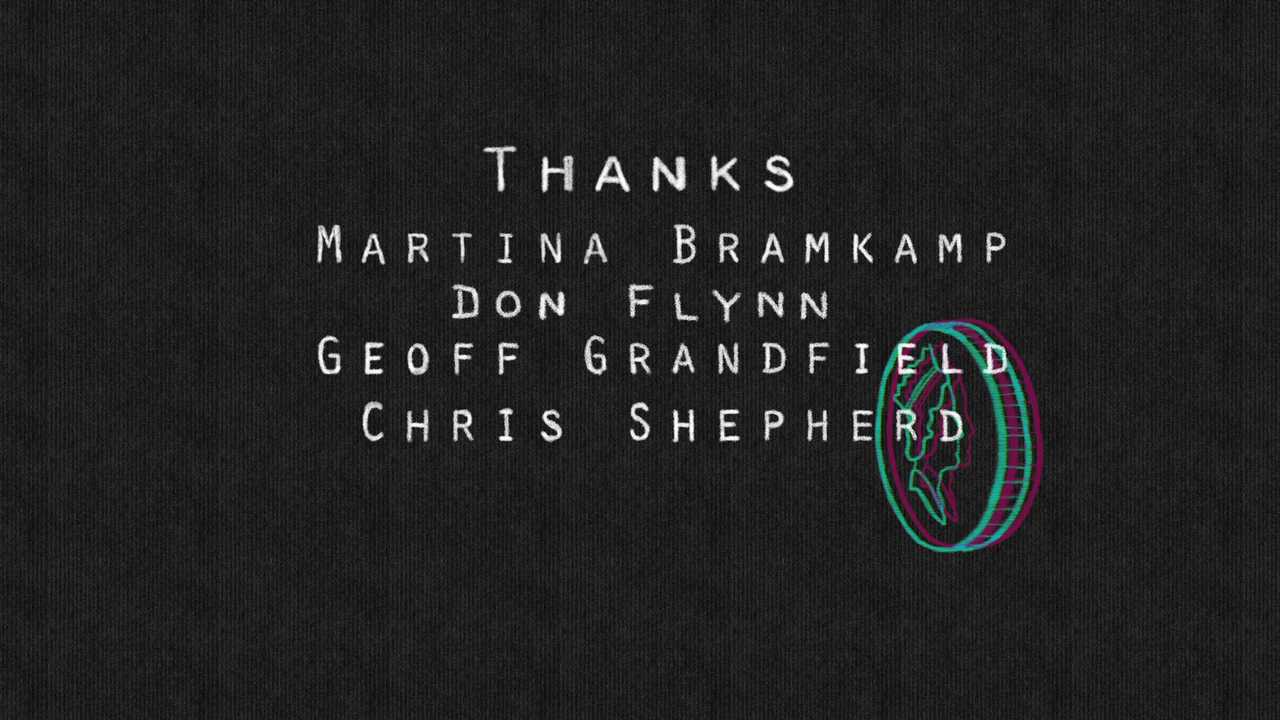 THANKS
MARTINA BRAMKAMP
DON FLYNN
GEOFF GRANDFIELD
CHRIS SHEPHERD